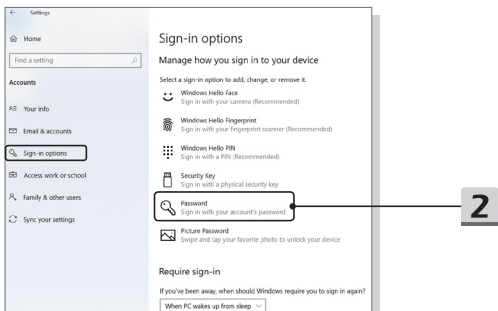 Settings
Home
Find a setting
Accounts
Your info
Email & accounts
Sign-in options
Access work or school
Family & other users
Sync your settings
Sign-in options
Manage how you sign in to your device
Select a sign-in option to add, change, or remove it.
Windows Hello Face
Sign in with your camera (Recommended)
Windows Hello Fingerprint
Sign in with your fingerprint scanner (Recommended)
Windows Hello PIN
Sign in with a PIN (Recommended)
Security Key
Sign in with a physical security key
Password
Sign in with your account's password
2
Picture Password
Swipe and tap your favorite photo to unlock your device
Require sign-in
If you've been away, when should Windows require you to sign in again?
When PC wakes up from sleep